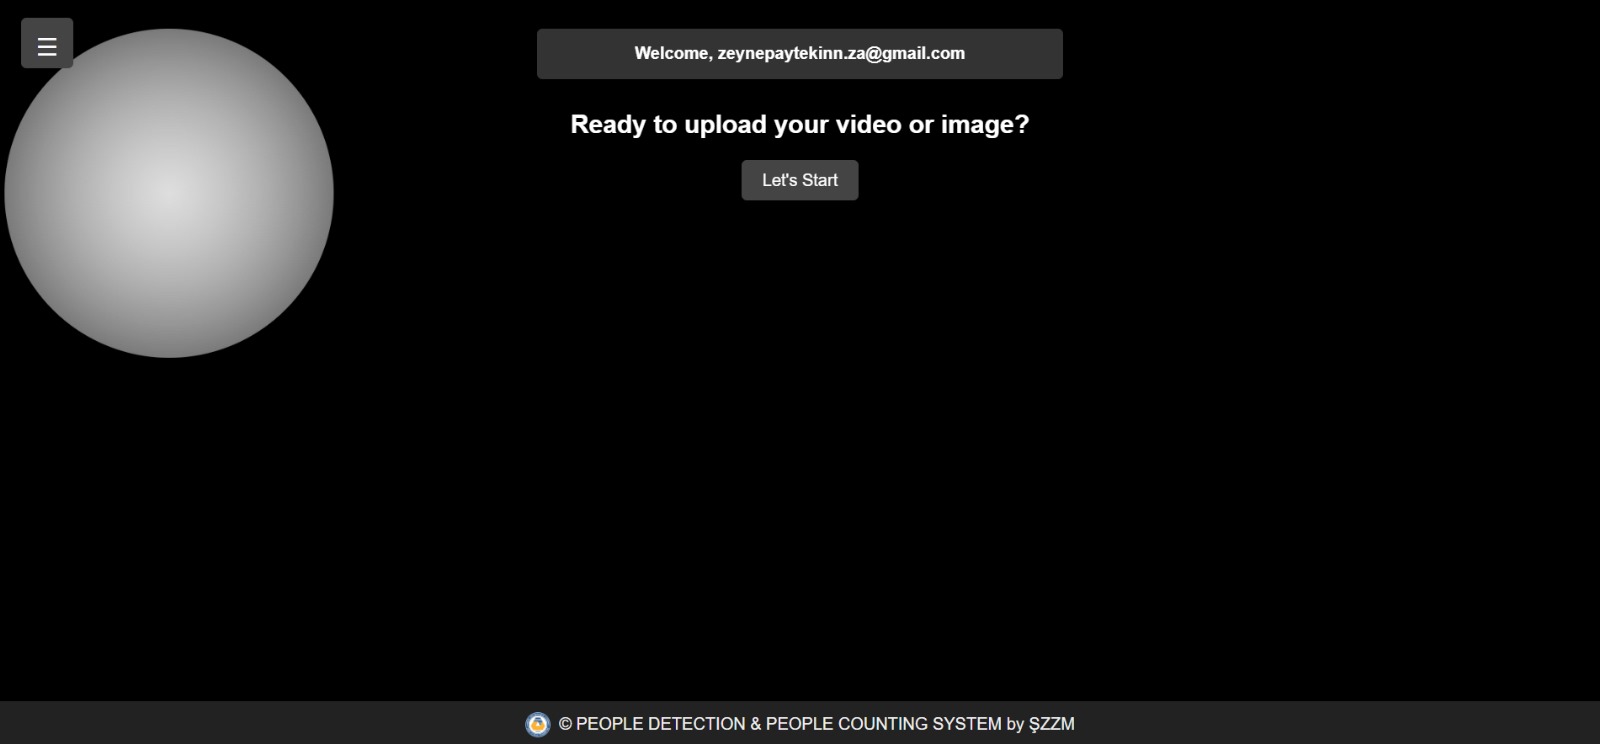 Welcome, zeynepaytekinn.za@gmail.com
Ready to upload your video or image?
Let's Start
© PEOPLE DETECTION & PEOPLE COUNTING SYSTEM by ŞZZM